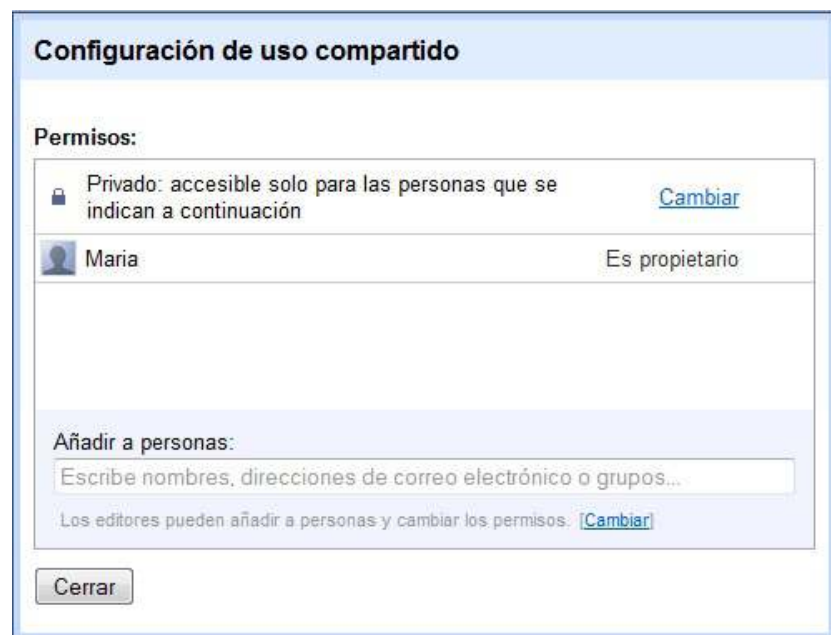 Configuración de uso compartido
Permisos:
Privado: accesible solo para las personas que se
indican a continuación
Cambiar
Maria
Es propietario
Añadir a personas:
Escribe nombres, direcciones de correo electrónico o grupos...
Los editores pueden añadir a personas y cambiar los permisos. [Cambiar]
Cerrar